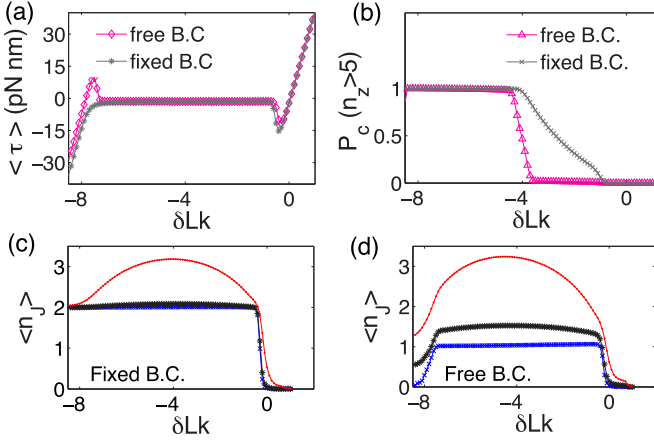 (a)
30
15
0
-15
-30
<τ> (pN nm)
free B.C
fixed B.C
-8
-4
0
δLk
(b)
1
0.5
0
P_c (n_z>5)
free B.C.
fixed B.C.
-8
-4
0
δLk
(c)
3
2
1
0
<n_J>
Fixed B.C.
-8
-4
0
δLk
(d)
3
2
1
0
<n_J>
Free B.C.
-8
-4
0
δLk